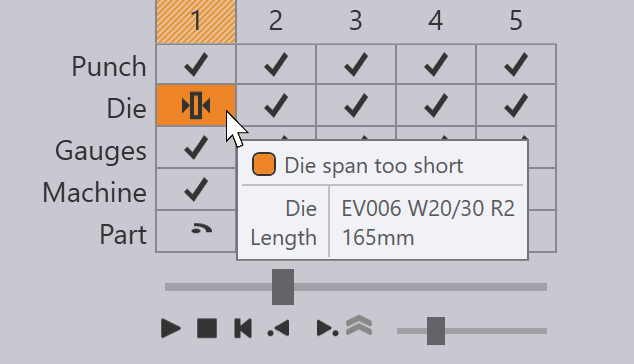 1 2 3 4 5
Punch
Die
Gauges
Machine
Part
Die span too short
Die EV006 W20/30 R2
Length 165mm